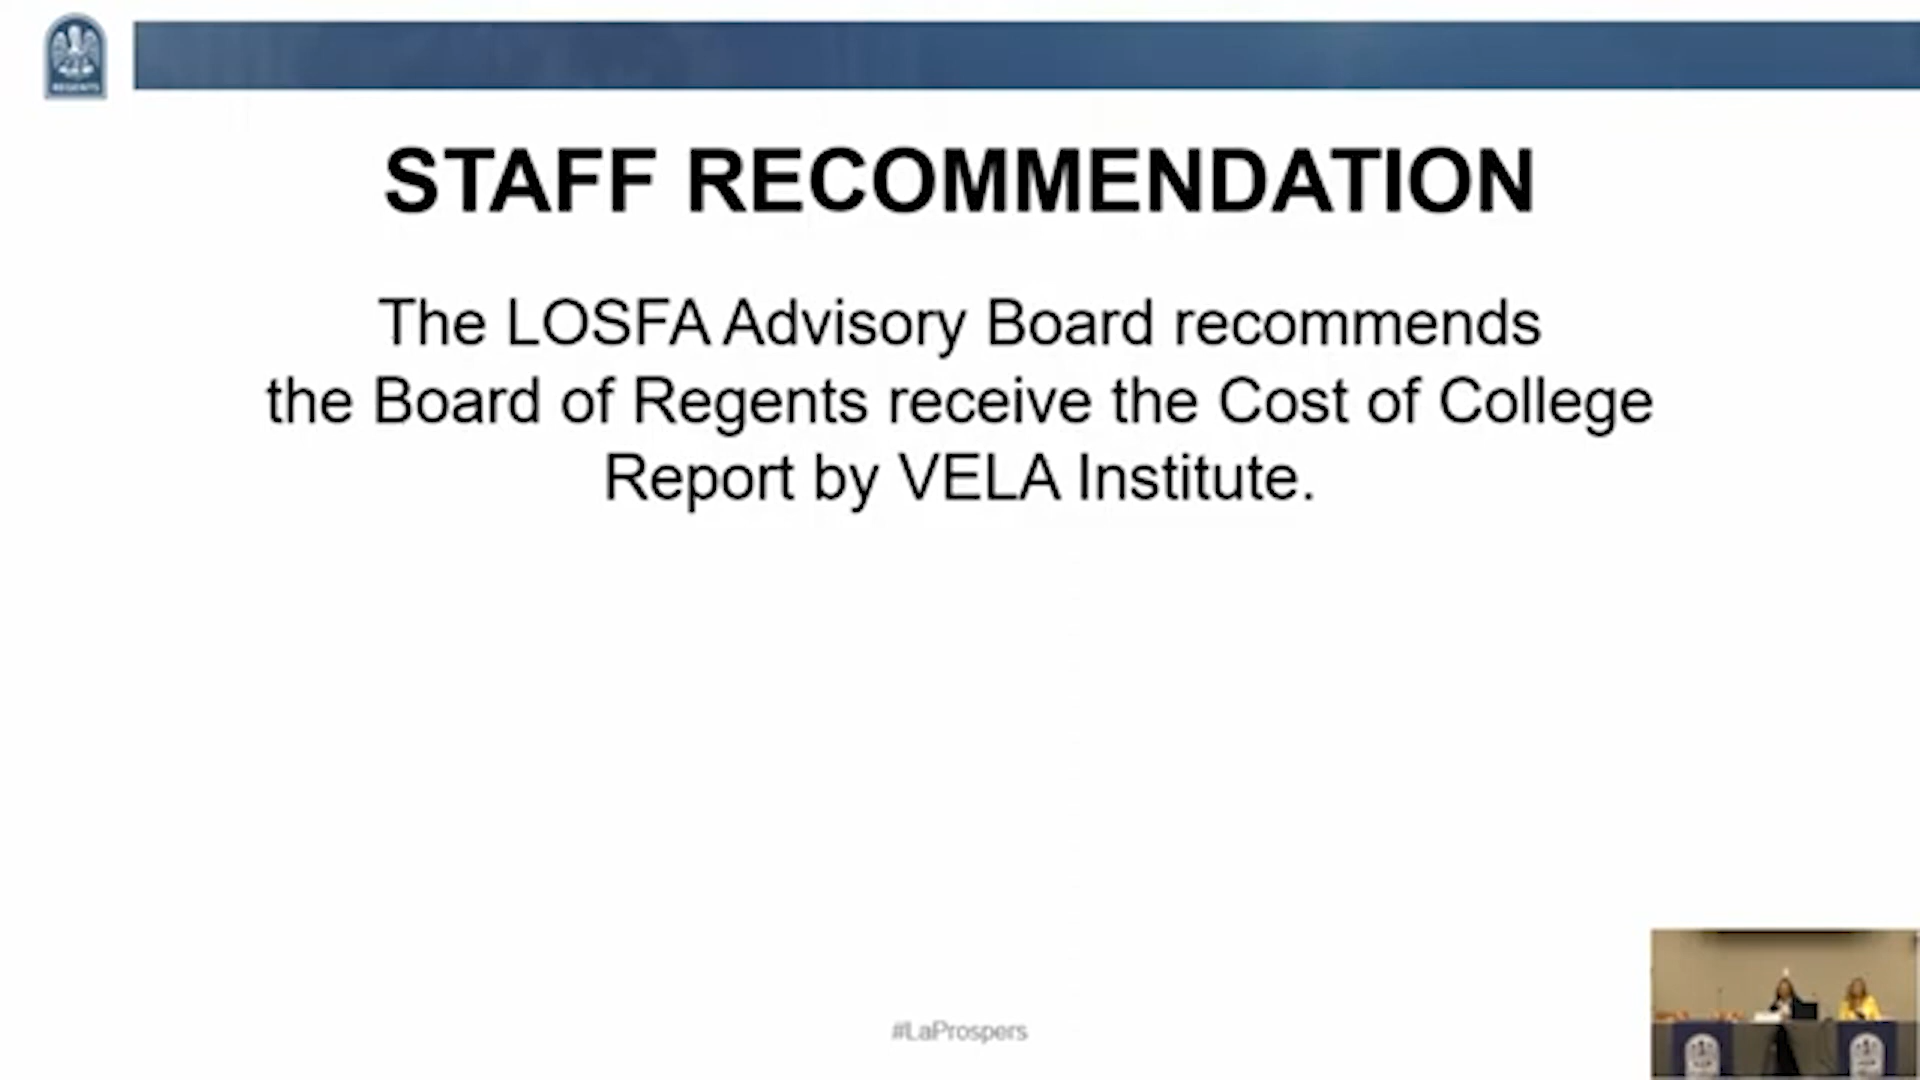 REGENTS
STAFF RECOMMENDATION
The LOSFA Advisory Board recommends
the Board of Regents receive the Cost of College
Report by VELA Institute.
#LaProspers